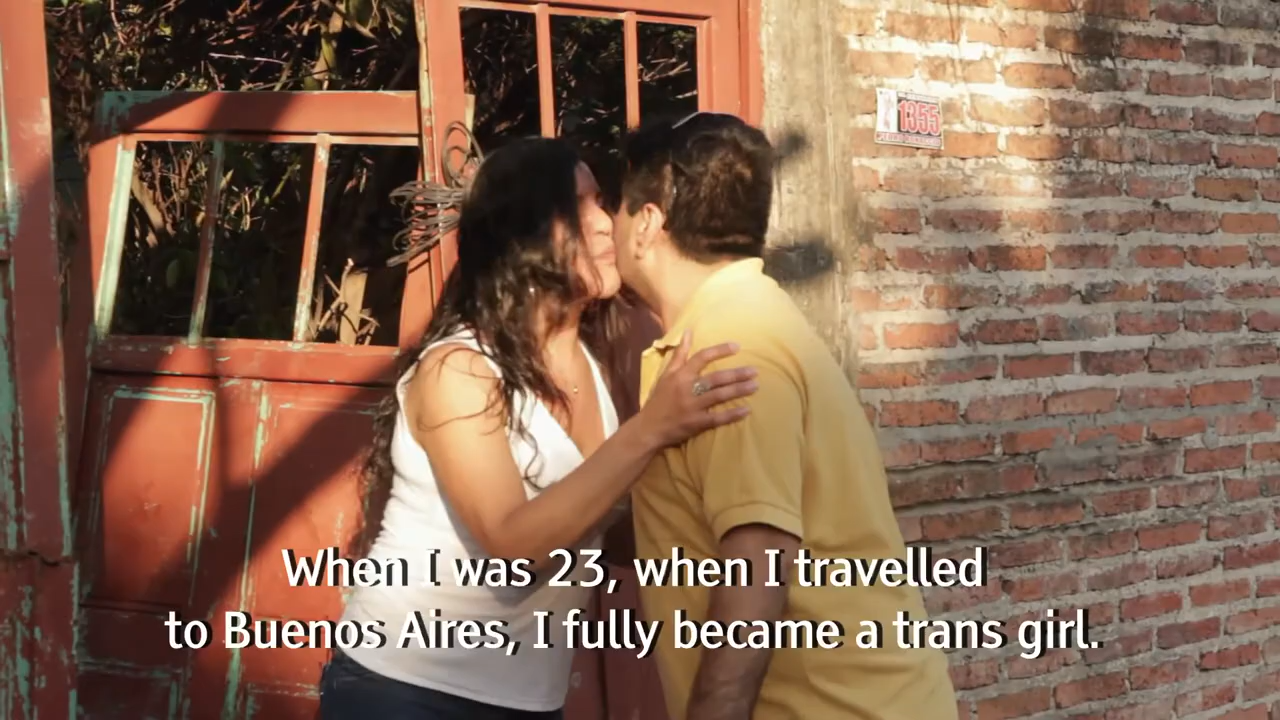 1355
When I was 23, when I travelled
to Buenos Aires, I fully became a trans girl.